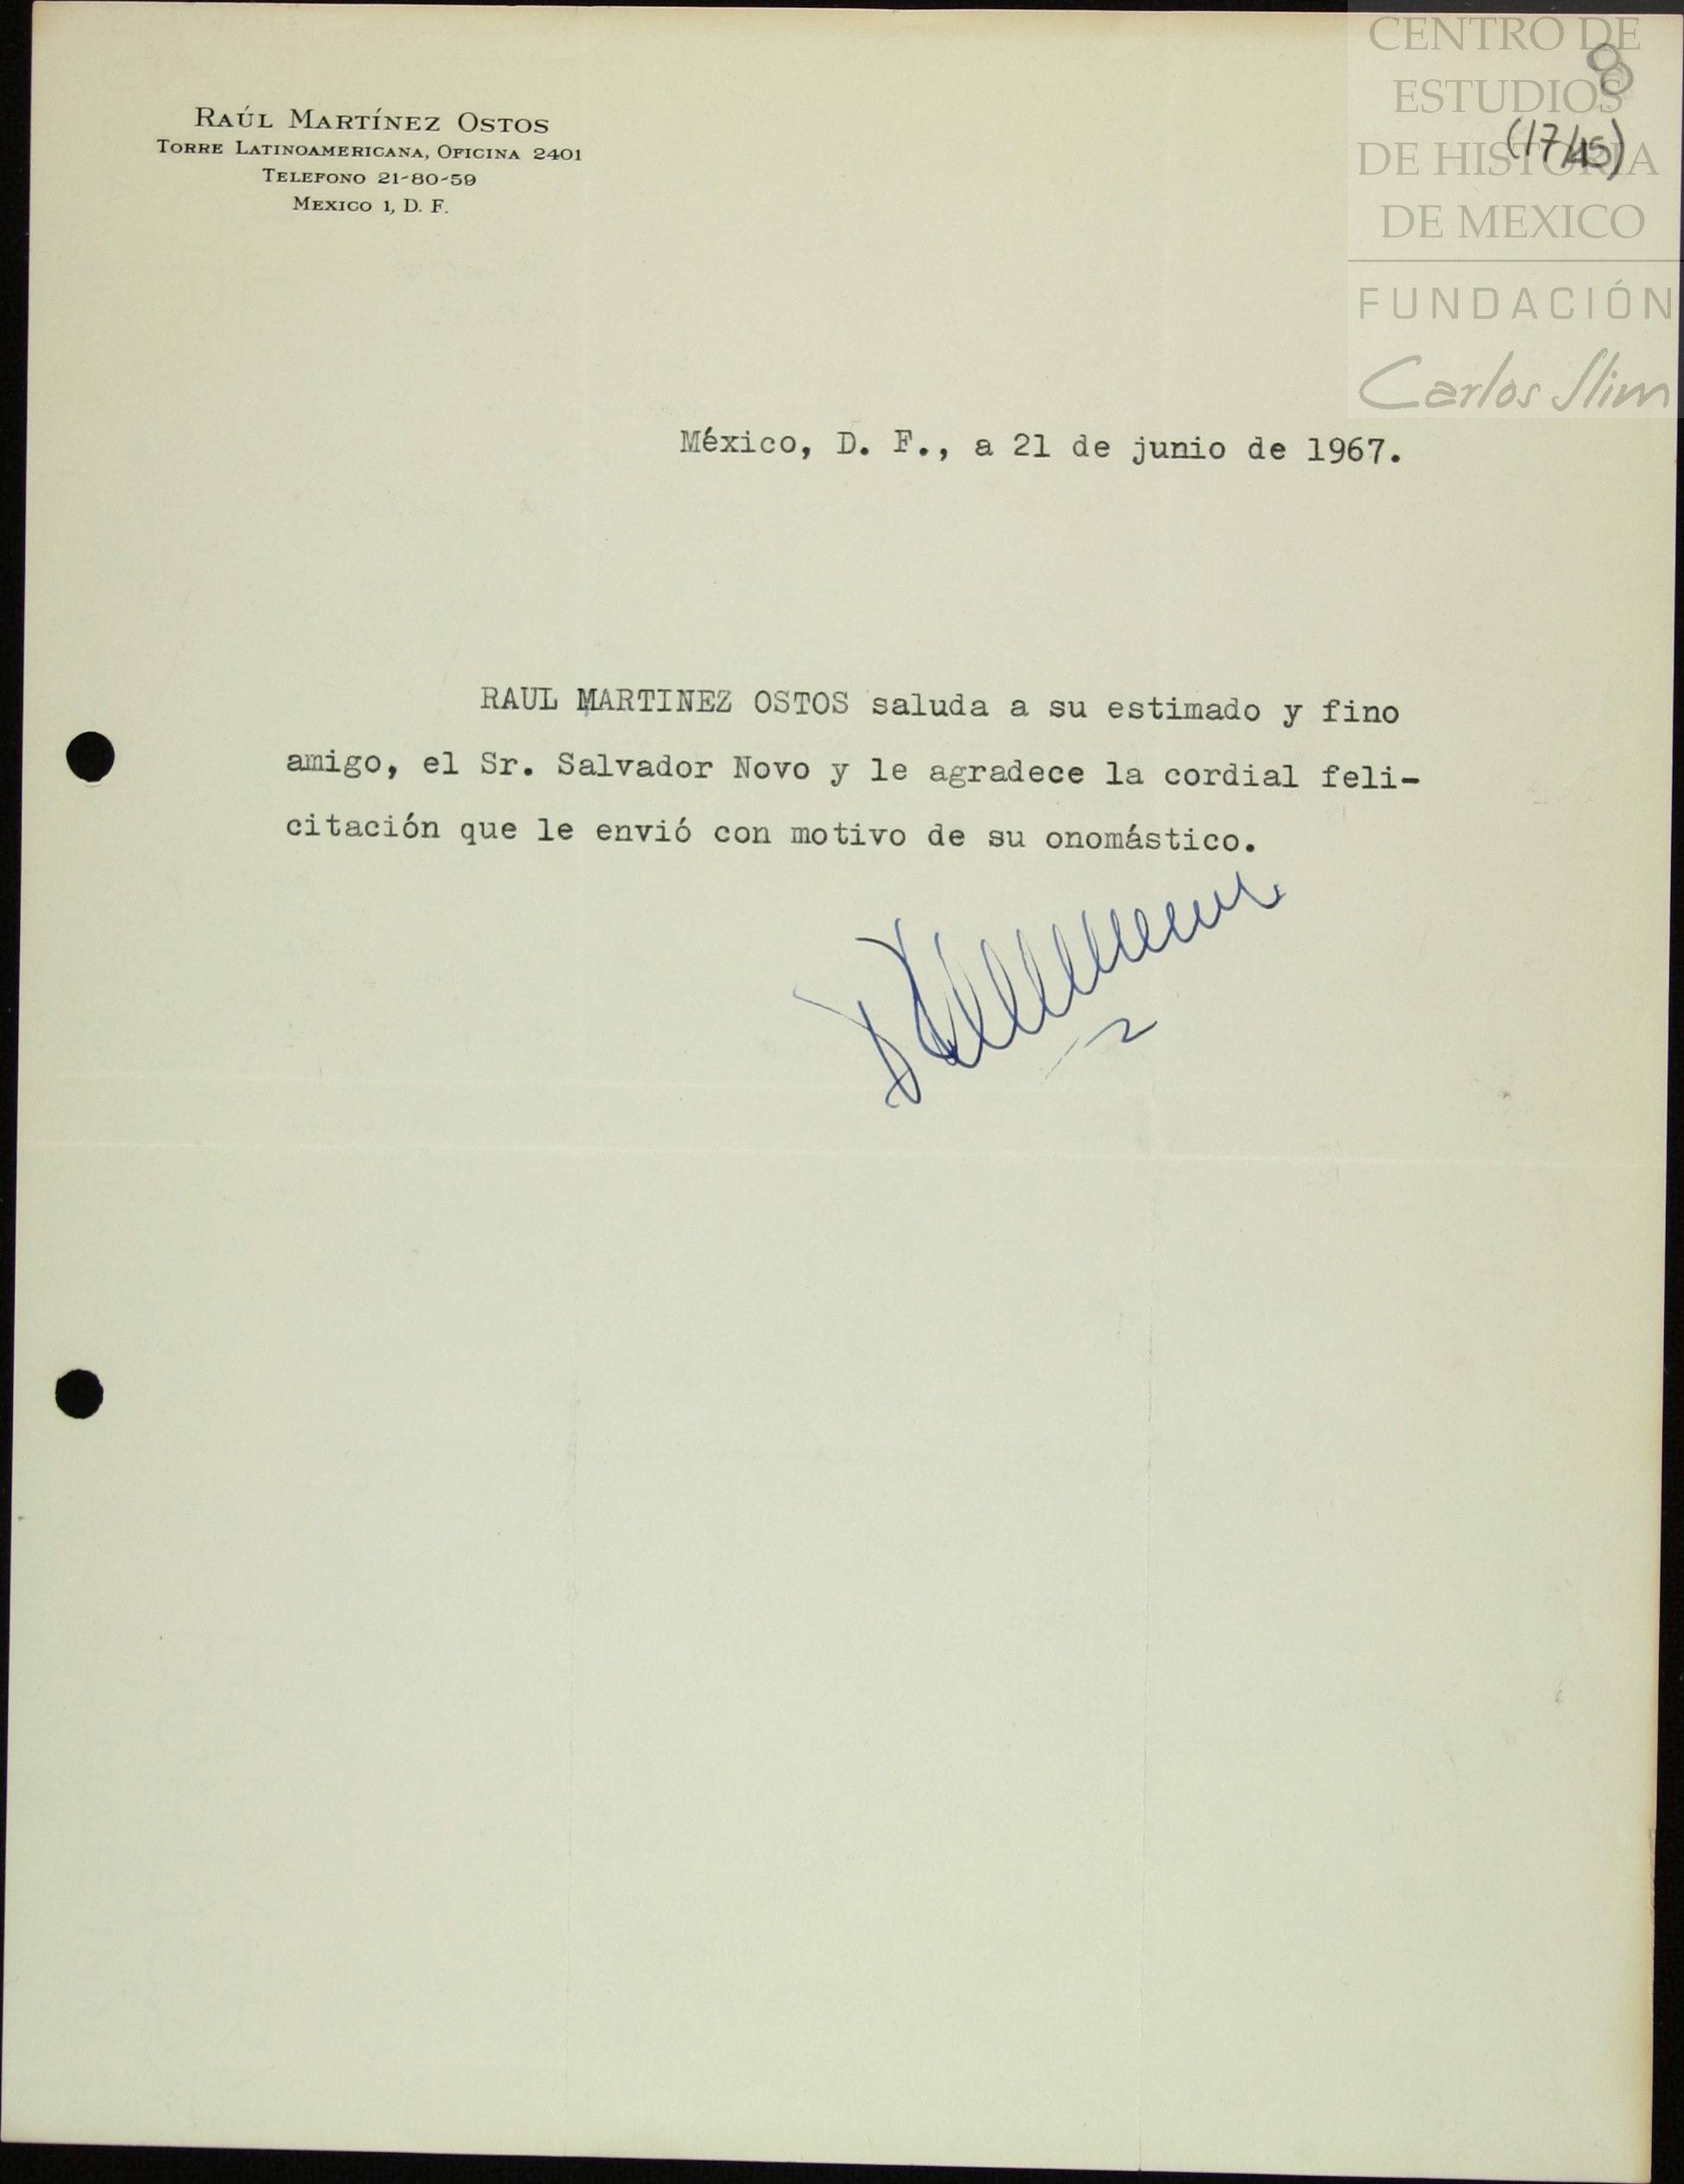 CENTRO DE
ESTUDIOS
DE HISTORIA
DE MEXICO
FUNDACIÓN
Carlos Slim
8
(17/45)
RAÚL MARTÍNEZ OSTOS
TORRE LATINOAMERICANA, OFICINA 2401
TELEFONO 21-80-59
MEXICO 1, D. F.
México, D. F., a 21 de junio de 1967.
RAUL MARTINEZ OSTOS saluda a su estimado y fino
amigo, el Sr. Salvador Novo y le agradece la cordial feli-
citación que le envió con motivo de su onomástico.